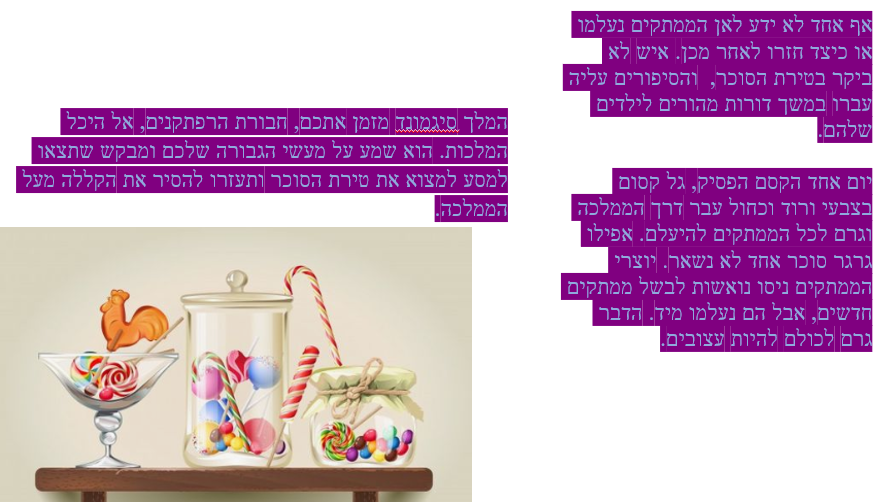 אף אחד לא ידע לאן הממתקים נעלמו
או כיצד חזרו לאחר מכן. איש לא
ביקר בטירת הסוכר, והסיפורים עליה
עברו במשך דורות מהורים לילדים
שלהם.
יום אחד הקסם הפסיק, גל קסום
בצבעי ורוד וכחול עבר דרך הממלכה
וגרם לכל הממתקים להיעלם. אפילו
גרגר סוכר אחד לא נשאר. יוצרי
הממתקים ניסו נואשות לבשל ממתקים
חדשים, אבל הם נעלמו מיד. הדבר
גרם לכולם להיות עצובים.
המלך סיגמונד מזמן אתכם, חבורת הרפתקנים, אל היכל
המלכות. הוא שמע על מעשי הגבורה שלכם ומבקש שתצאו
למסע למצוא את טירת הסוכר ותעזרו להסיר את הקללה מעל
הממלכה.